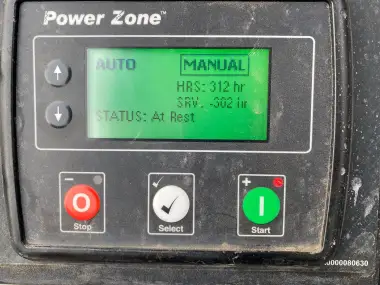 Power Zone™
AUTO MANUAL
HRS: 312 hr
SRV: -302 hr
STATUS: At Rest
− +
O I
Stop Select Start
0000080630